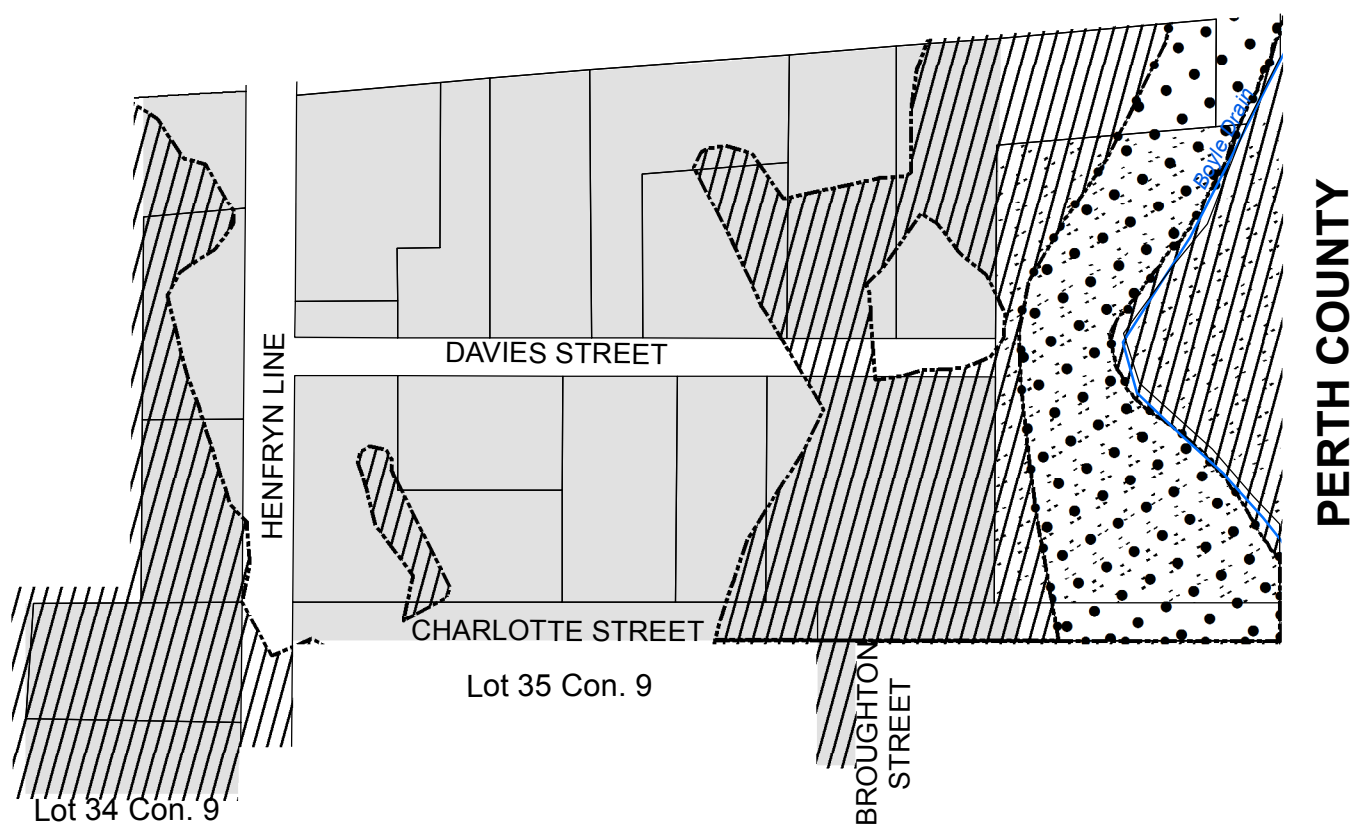 Boyle Drain
PERTH COUNTY
HENFRYN LINE
DAVIES STREET
CHARLOTTE STREET
Lot 35 Con. 9
BROUGHTON
STREET
Lot 34 Con. 9